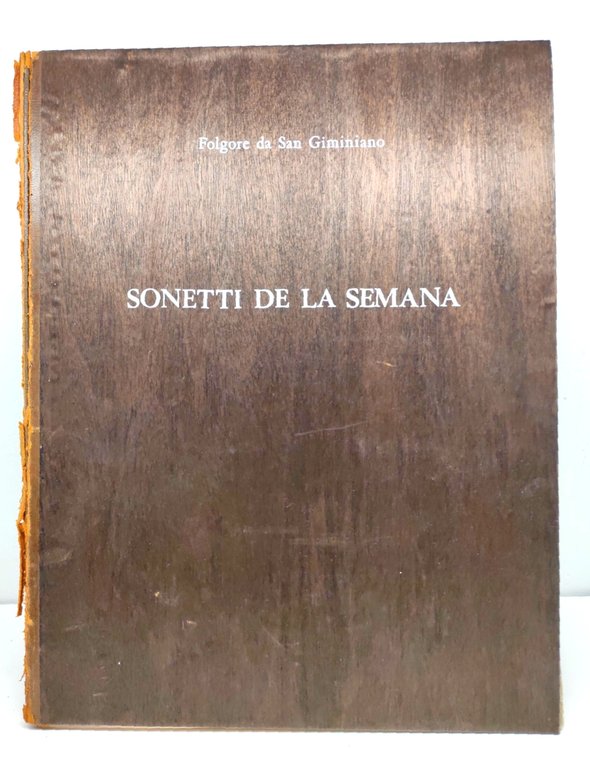 Folgore da San Giminiano
SONETTI DE LA SEMANA